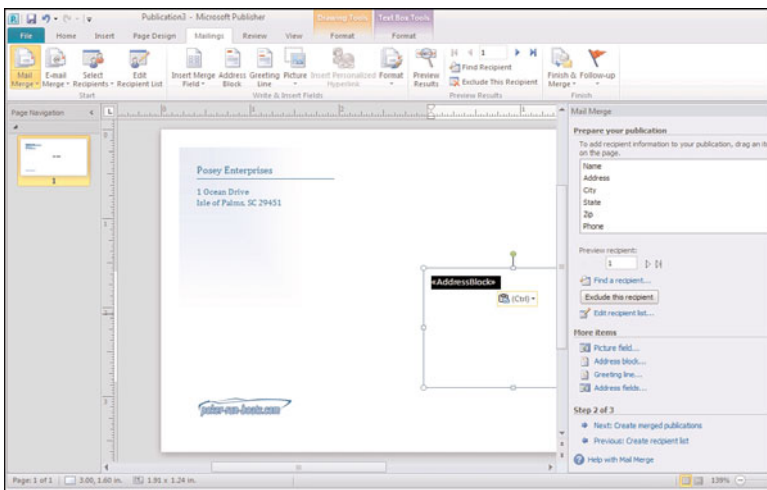 Publication3 - Microsoft Publisher
Drawing Tools
Text Box Tools
File
Home
Insert
Page Design
Mailings
Review
View
Format
Format
Mail Merge
E-mail Merge
Select Recipients
Edit Recipient List
Start
Insert Merge Field
Address Block
Greeting Line
Picture
Insert Personalized Hyperlink
Format
Write & Insert Fields
Preview Results
1
Find Recipient
Exclude This Recipient
Preview Results
Finish & Merge
Follow-up
Finish
Page Navigation
1
Posey Enterprises
1 Ocean Drive
Isle of Palms, SC 29451
«AddressBlock»
(Ctrl)
poker-run-boats.com
Mail Merge
Prepare your publication
To add recipient information to your publication, drag an it
on the page.
Name
Address
City
State
Zip
Phone
Preview recipient:
1
Find a recipient...
Exclude this recipient
Edit recipient list...
More items
Picture field...
Address block...
Greeting line...
Address fields...
Step 2 of 3
Next: Create merged publications
Previous: Create recipient list
Help with Mail Merge
Page: 1 of 1
3.00, 1.60 in.
1.91 x 1.24 in.
139%